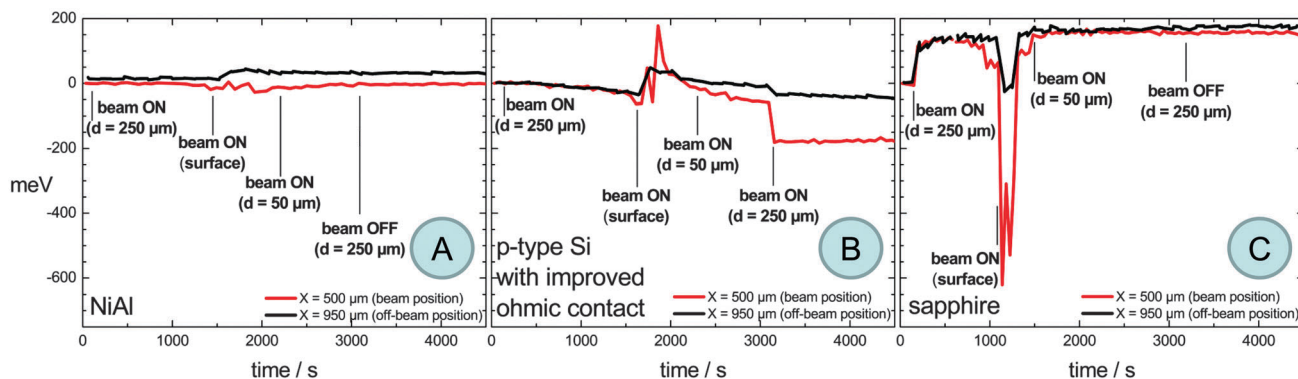 200
0
-200
-400
-600
meV
beam ON
(d = 250 µm)
beam ON
(surface)
beam ON
(d = 50 µm)
beam OFF
(d = 250 µm)
A
NiAl
X = 500 µm (beam position)
X = 950 µm (off-beam position)
0 1000 2000 3000 4000
time / s
beam ON
(d = 250 µm)
beam ON
(surface)
beam ON
(d = 50 µm)
beam ON
(d = 250 µm)
B
p-type Si
with improved
ohmic contact
X = 500 µm (beam position)
X = 950 µm (off-beam position)
0 1000 2000 3000 4000
time / s
beam ON
(d = 250 µm)
beam ON
(surface)
beam ON
(d = 50 µm)
beam OFF
(d = 250 µm)
C
sapphire
X = 500 µm (beam position)
X = 950 µm (off-beam position)
0 1000 2000 3000 4000
time / s